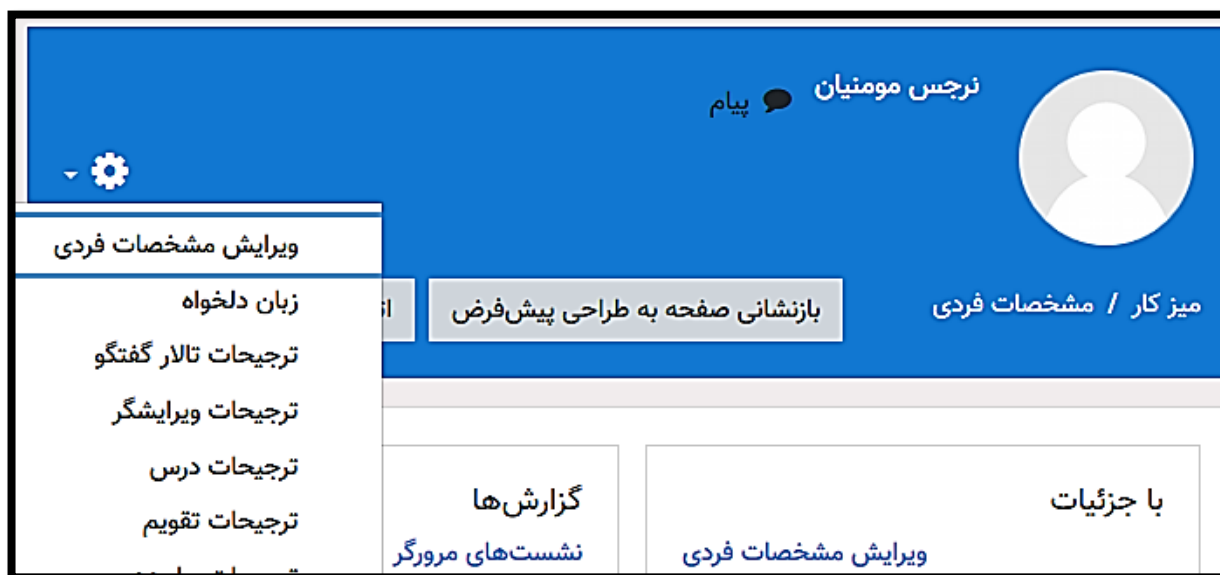 نرجس مومنیان
پیام
میز کار / مشخصات فردی
بازنشانی صفحه به طراحی پیش‌فرض
ویرایش مشخصات فردی
زبان دلخواه
ترجیحات تالار گفتگو
ترجیحات ویرایشگر
ترجیحات درس
ترجیحات تقویم
با جزئیات
ویرایش مشخصات فردی
گزارش‌ها
نشست‌های مرورگر